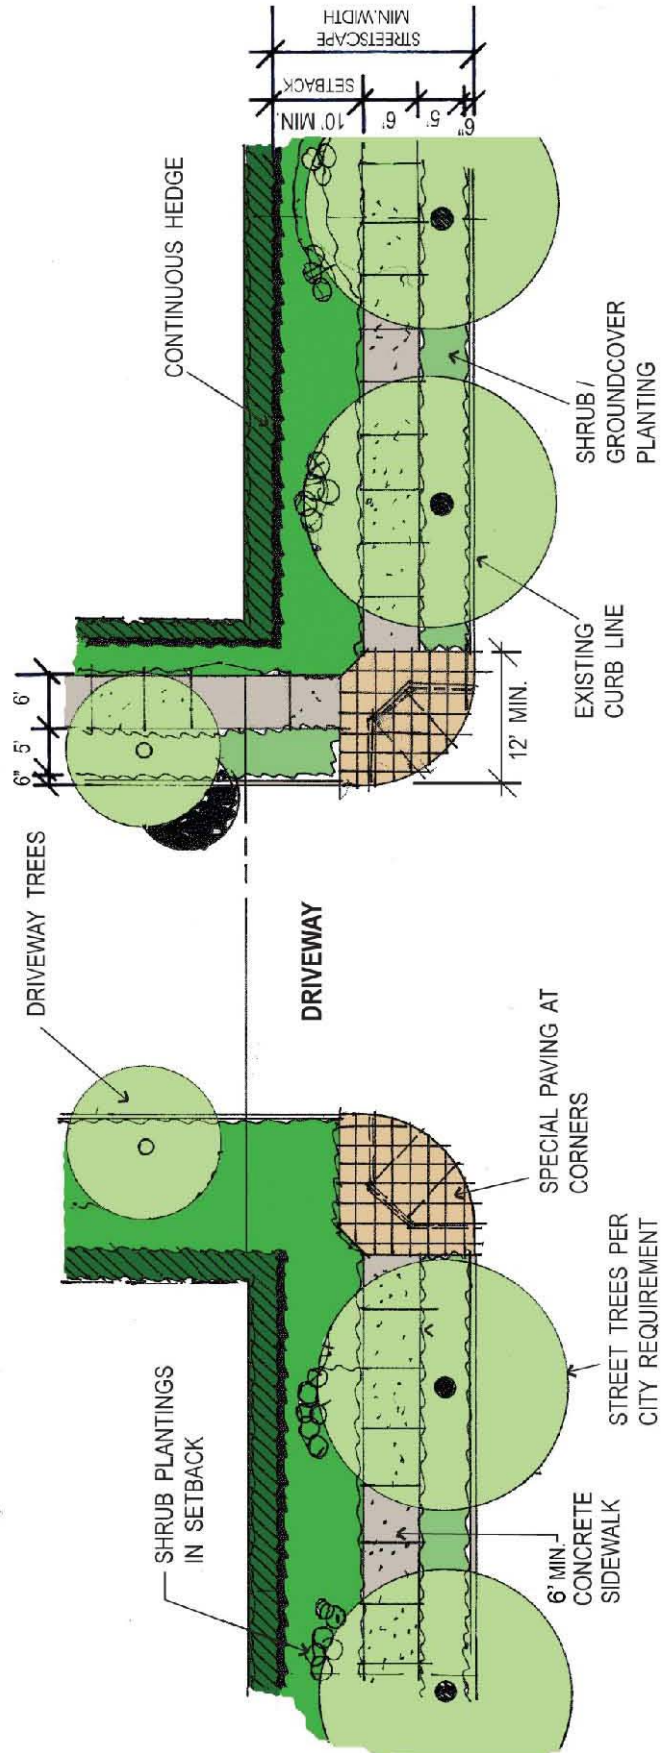 SHRUB PLANTINGS
IN SETBACK
DRIVEWAY TREES
6"
5'
6'
CONTINUOUS HEDGE
STREETSCAPE
MIN.WIDTH
SETBACK
10' MIN.
6'
5'
6"
DRIVEWAY
12' MIN.
6' MIN.
CONCRETE
SIDEWALK
STREET TREES PER
CITY REQUIREMENT
SPECIAL PAVING AT
CORNERS
EXISTING
CURB LINE
SHRUB /
GROUNDCOVER
PLANTING